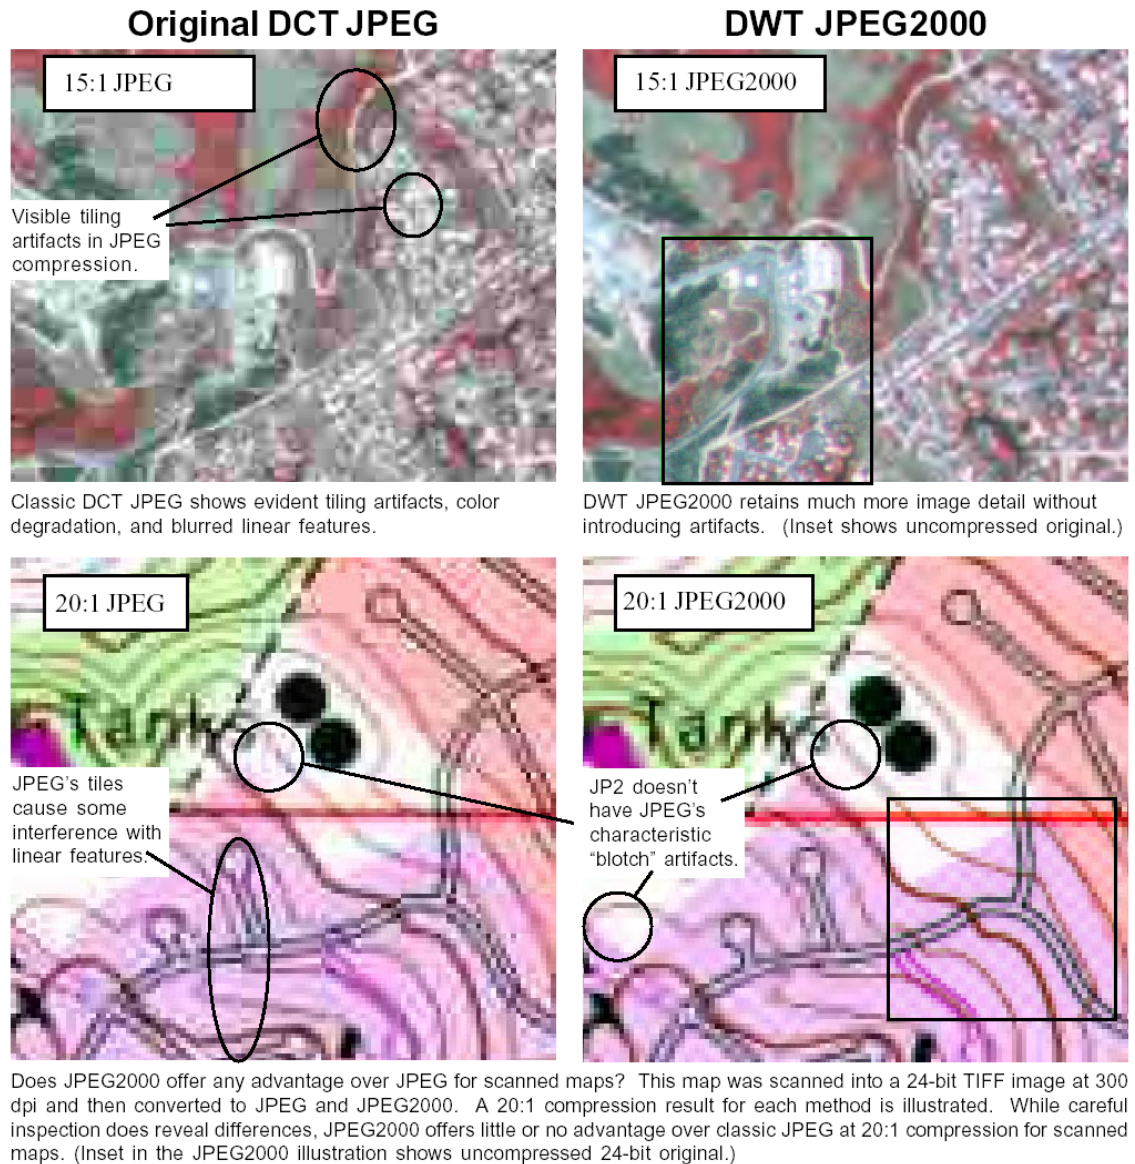 Original DCT JPEG
DWT JPEG2000
15:1 JPEG
15:1 JPEG2000
Visible tiling
artifacts in JPEG
compression.
Classic DCT JPEG shows evident tiling artifacts, color
degradation, and blurred linear features.
DWT JPEG2000 retains much more image detail without
introducing artifacts. (Inset shows uncompressed original.)
20:1 JPEG
20:1 JPEG2000
Tank
Tank
JPEG's tiles
cause some
interference with
linear features.
JP2 doesn't
have JPEG's
characteristic
“blotch” artifacts.
Does JPEG2000 offer any advantage over JPEG for scanned maps? This map was scanned into a 24-bit TIFF image at 300
dpi and then converted to JPEG and JPEG2000. A 20:1 compression result for each method is illustrated. While careful
inspection does reveal differences, JPEG2000 offers little or no advantage over classic JPEG at 20:1 compression for scanned
maps. (Inset in the JPEG2000 illustration shows uncompressed 24-bit original.)